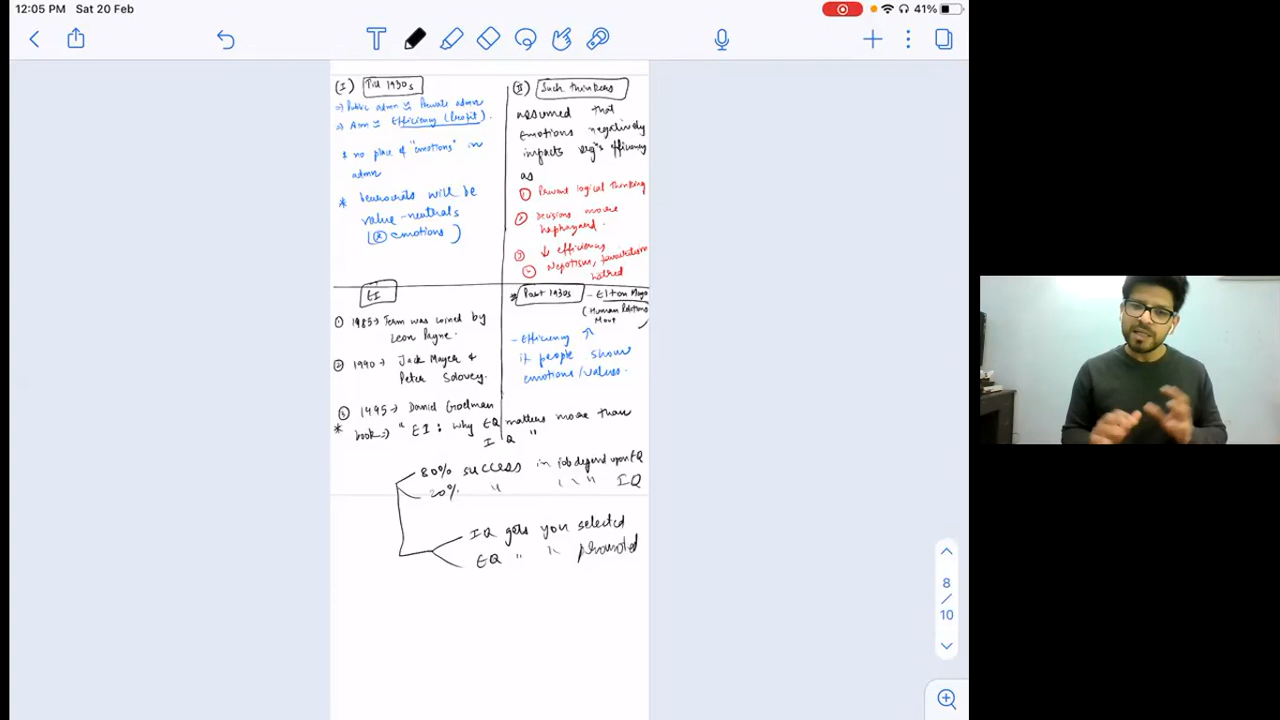 12:05 PM Sat 20 Feb
41%
(I) Till 1930s
⇒ Public admn ≃ Private admn
⇒ Aim ≃ Efficiency (Profit).
* no place of "emotions" in
admn
* beurocrats will be
value-neutrals
(⊗ emotions)
(II) Such thinkers
assumed that
Emotions negatively
impacts org's efficiency
as
① Prevent logical thinking
② Decisions more
haphazard.
③ ↓ efficiency
④ Nepotism,
hatred
EI
① 1985 → Term was coined by
Leon Payne.
② 1990 → Jack Mayer &
Peter Solovey.
③ 1995 → Daniel Goelman
* book ⇒ "EI: why EQ matters more than
IQ "
* Post 1930s - Elton Mayo
(Human Relations
Move
- Efficiency ↑
if people show
emotions/values.
80% success in job depend upon EQ
20% " " " IQ
IQ gets you selected
EQ " " promoted
8
/
10